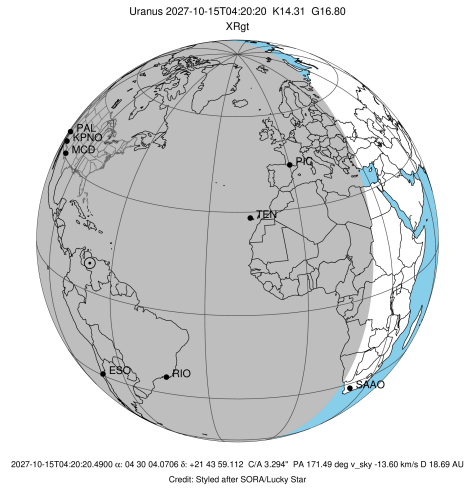 Uranus 2027-10-15T04:20:20 K14.31 G16.80
XRgt
PAL
KPNO
MCD
PIC
TEN
ESO
RIO
SAAO
2027-10-15T04:20:20.4900 α: 04 30 04.0706 δ: +21 43 59.112 C/A 3.294" PA 171.49 deg v_sky -13.60 km/s D 18.69 AU
Credit: Styled after SORA/Lucky Star